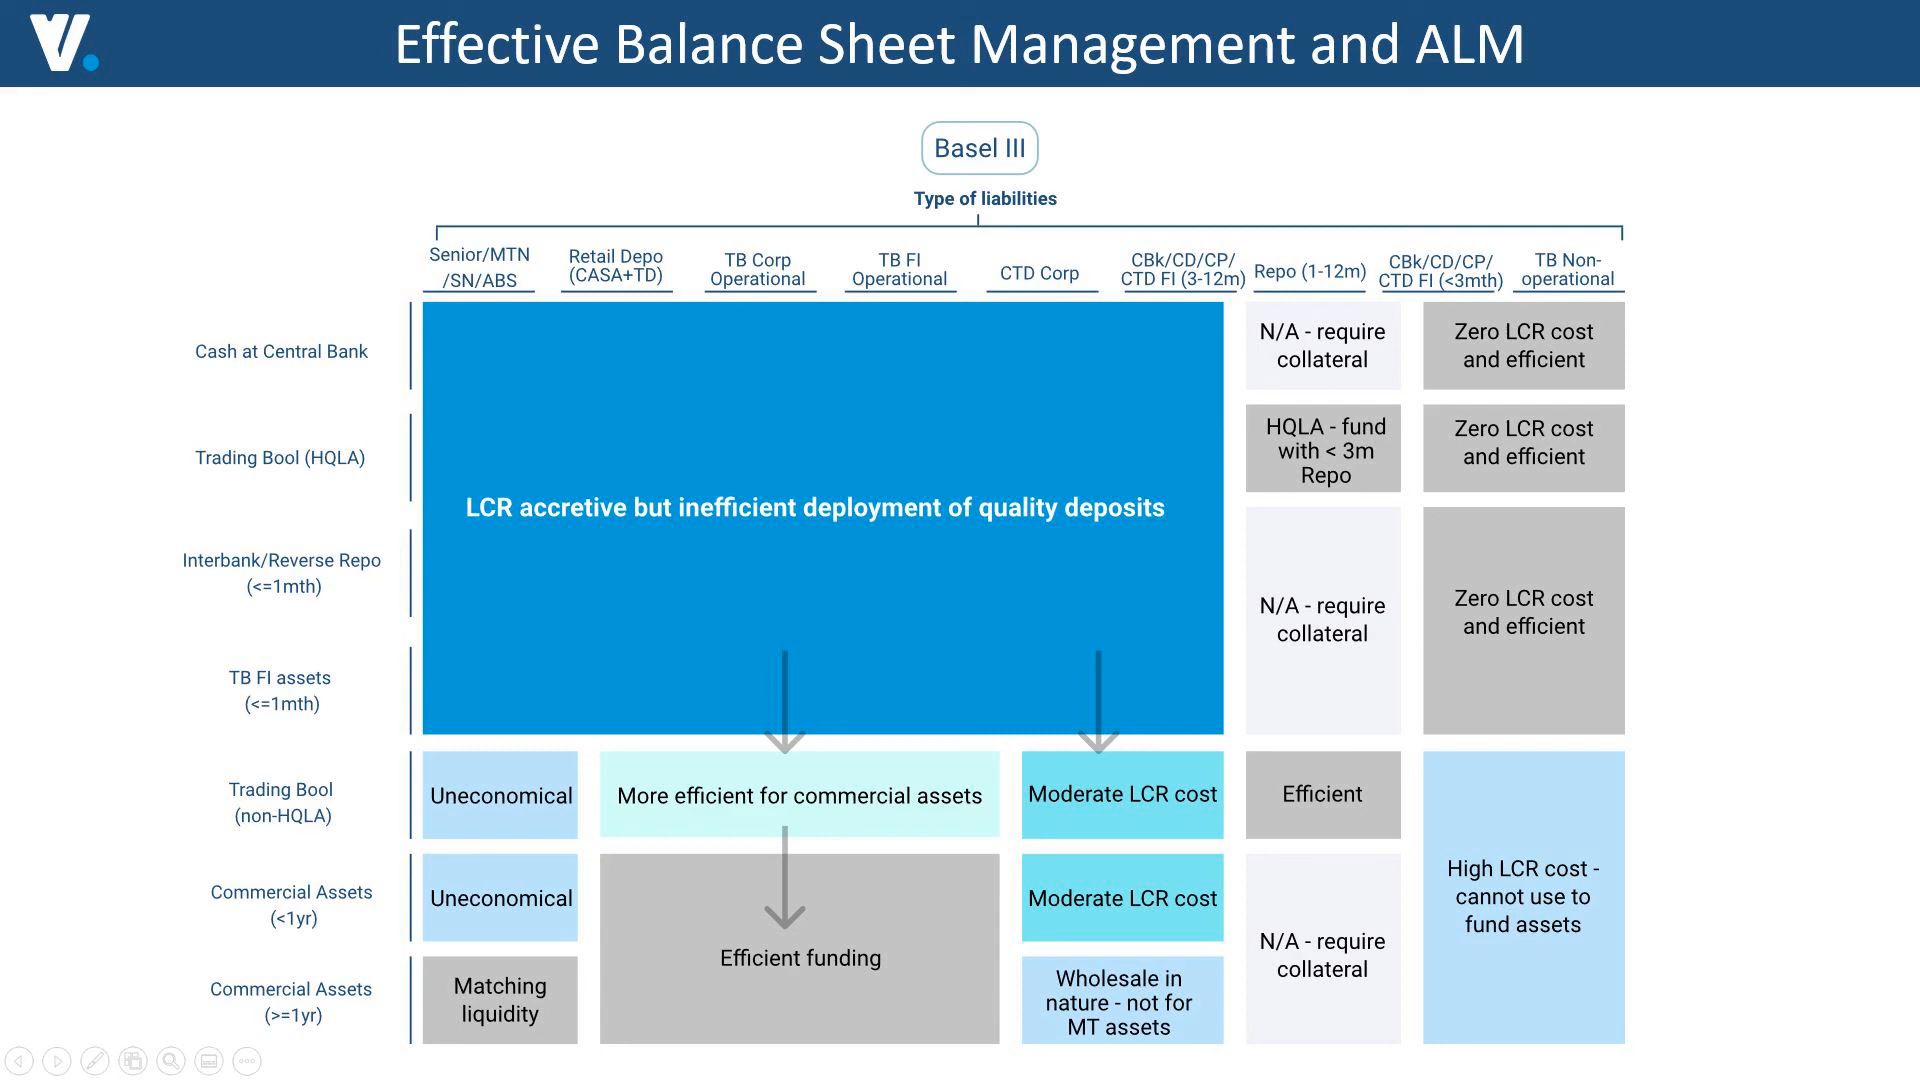 V.
Effective Balance Sheet Management and ALM
Basel III
Type of liabilities
Senior/MTN
/SN/ABS
Retail Depo
(CASA+TD)
TB Corp
Operational
TB FI
Operational
CTD Corp
CBk/CD/CP/
CTD FI (3-12m)
Repo (1-12m)
CBk/CD/CP/
CTD FI (<3mth)
TB Non-
operational
Cash at Central Bank
N/A - require
collateral
Zero LCR cost
and efficient
Trading Bool (HQLA)
HQLA - fund
with < 3m
Repo
Zero LCR cost
and efficient
LCR accretive but inefficient deployment of quality deposits
Interbank/Reverse Repo
(<=1mth)
N/A - require
collateral
Zero LCR cost
and efficient
TB FI assets
(<=1mth)
Trading Bool
(non-HQLA)
Uneconomical
More efficient for commercial assets
Moderate LCR cost
Efficient
High LCR cost -
cannot use to
fund assets
Commercial Assets
(<1yr)
Uneconomical
Efficient funding
Moderate LCR cost
N/A - require
collateral
Commercial Assets
(>=1yr)
Matching
liquidity
Wholesale in
nature - not for
MT assets